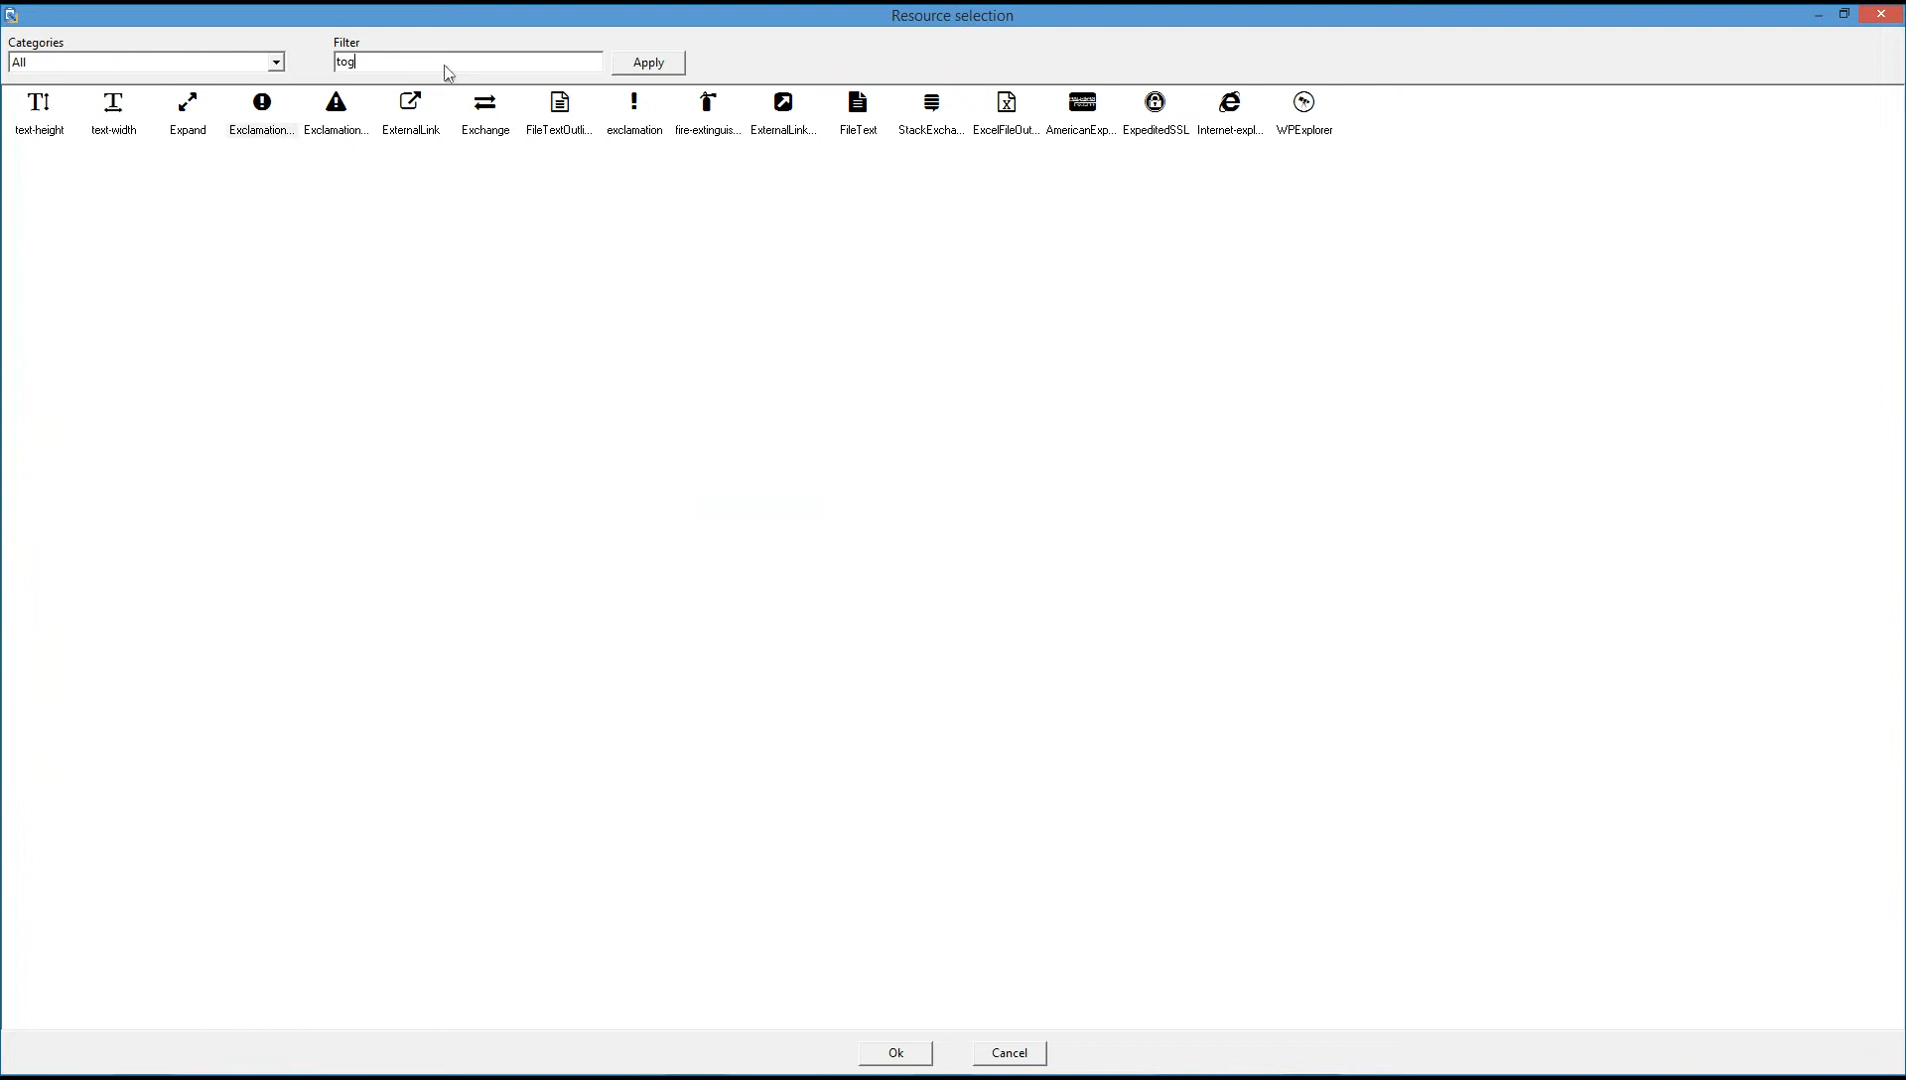 Resource selection
Categories
Filter
All
tog
Apply
text-height
text-width
Expand
Exclamation...
Exclamation...
ExternalLink
Exchange
FileTextOutli...
exclamation
fire-extinguis...
ExternalLink...
FileText
StackExcha...
ExcelFileOut...
AmericanExp...
ExpeditedSSL
Internet-expl...
WPExplorer
Ok
Cancel